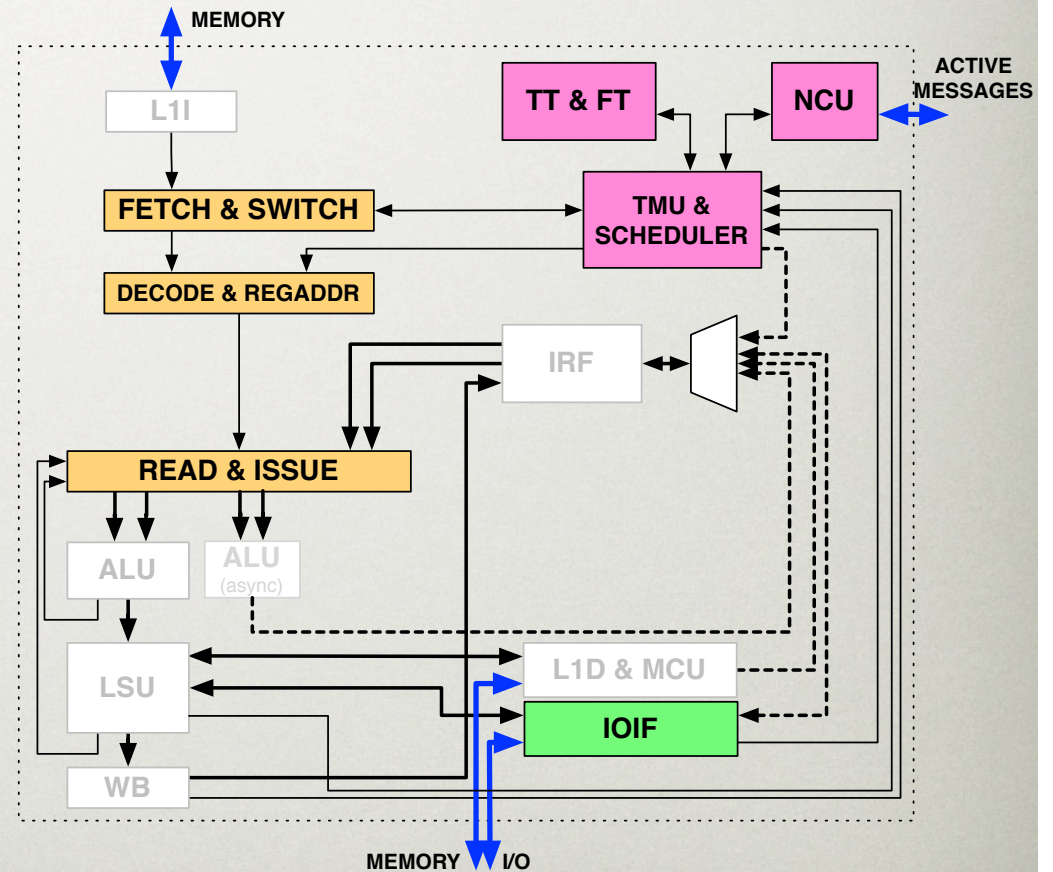 MEMORY
ACTIVE
MESSAGES
L1I
TT & FT
NCU
FETCH & SWITCH
TMU &
SCHEDULER
DECODE & REGADDR
IRF
READ & ISSUE
ALU
ALU
(async)
LSU
L1D & MCU
IOIF
WB
MEMORY
I/O